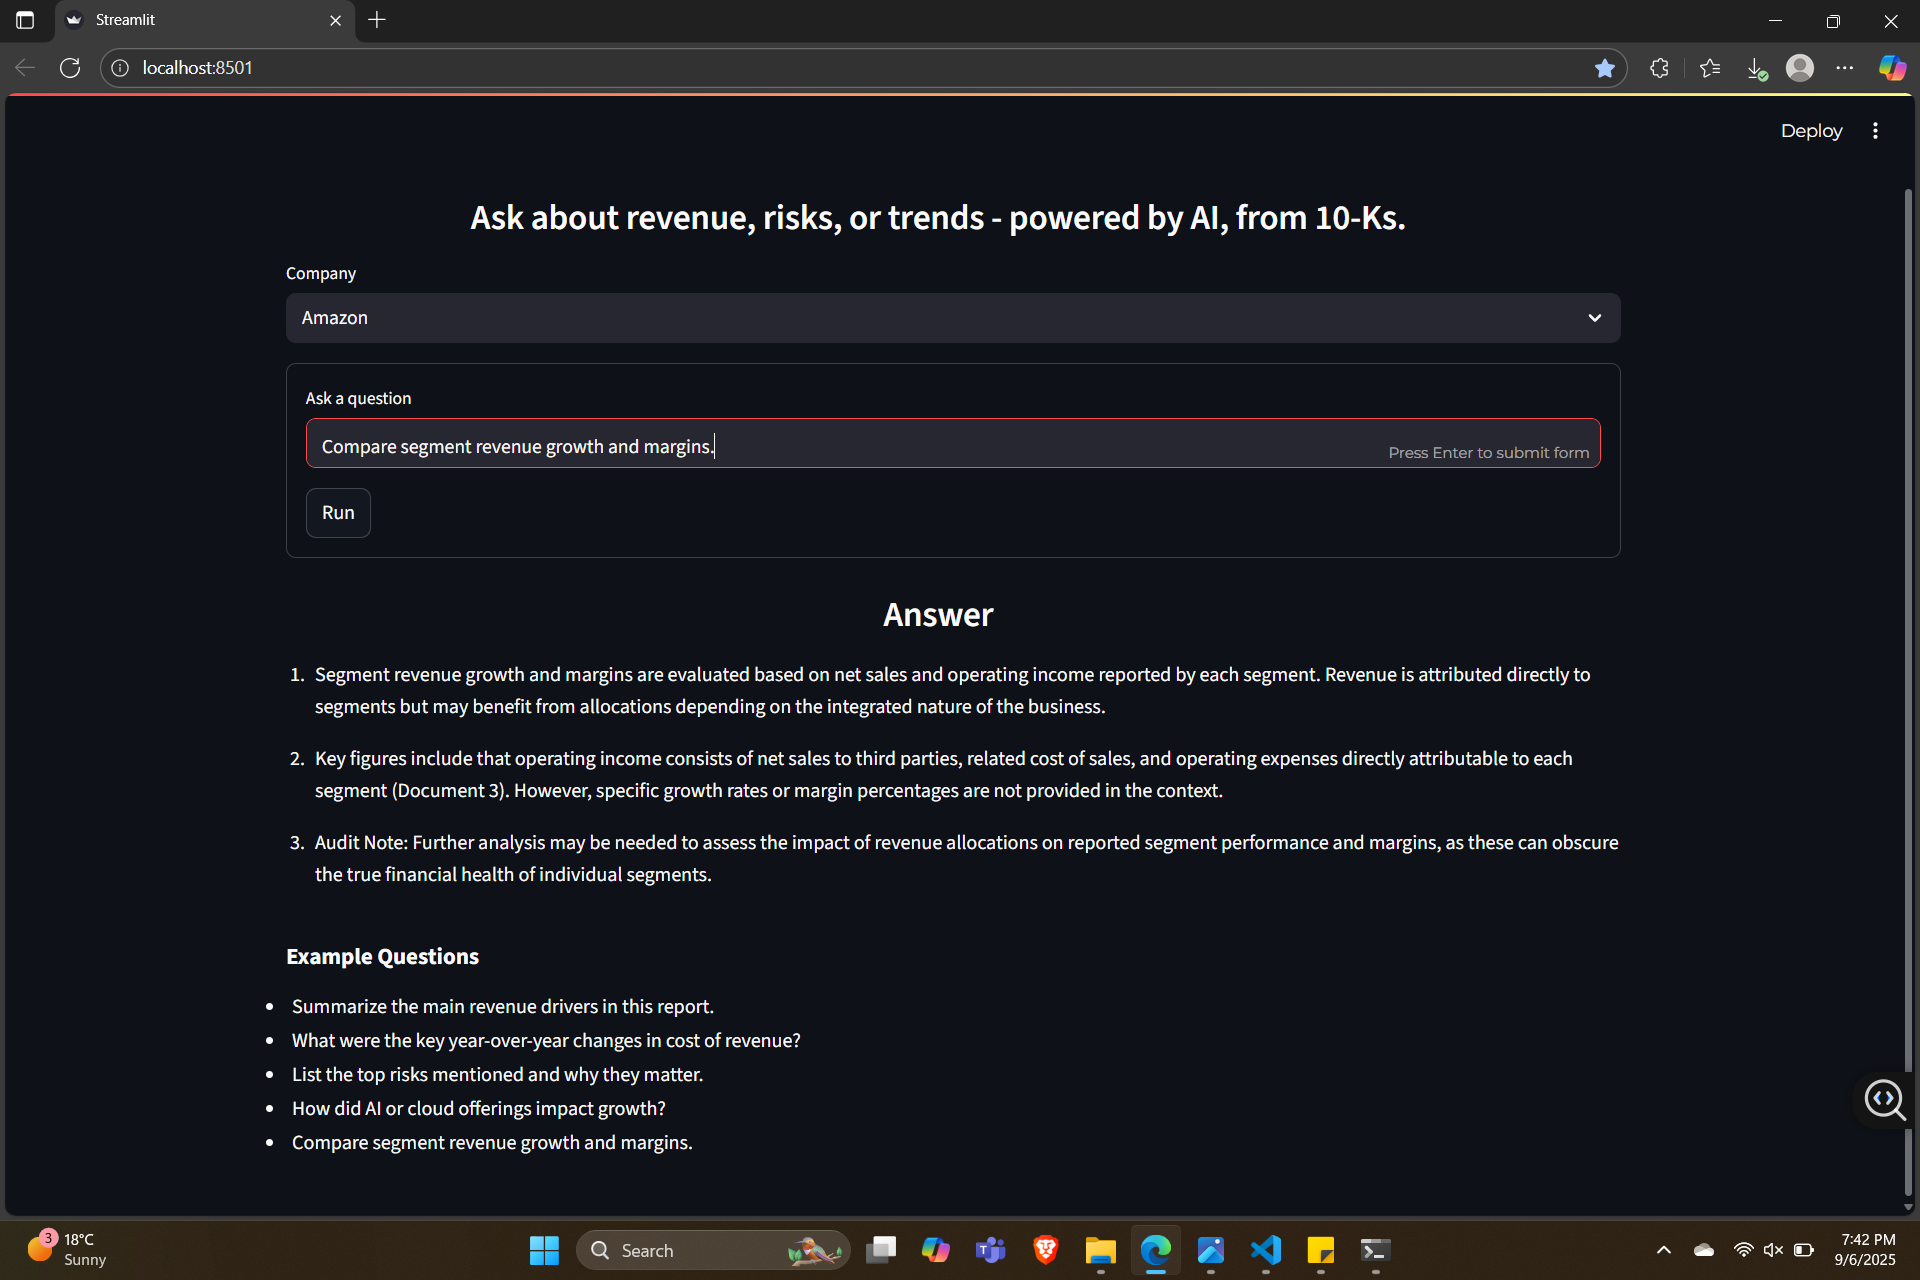 Streamlit
localhost:8501
Deploy
Ask about revenue, risks, or trends - powered by AI, from 10-Ks.
Company
Amazon
Ask a question
Compare segment revenue growth and margins.
Press Enter to submit form
Run
Answer
1. Segment revenue growth and margins are evaluated based on net sales and operating income reported by each segment. Revenue is attributed directly to
segments but may benefit from allocations depending on the integrated nature of the business.
2. Key figures include that operating income consists of net sales to third parties, related cost of sales, and operating expenses directly attributable to each
segment (Document 3). However, specific growth rates or margin percentages are not provided in the context.
3. Audit Note: Further analysis may be needed to assess the impact of revenue allocations on reported segment performance and margins, as these can obscure
the true financial health of individual segments.
Example Questions
• Summarize the main revenue drivers in this report.
• What were the key year-over-year changes in cost of revenue?
• List the top risks mentioned and why they matter.
• How did AI or cloud offerings impact growth?
• Compare segment revenue growth and margins.
3
18°C
Sunny
Search
7:42 PM
9/6/2025